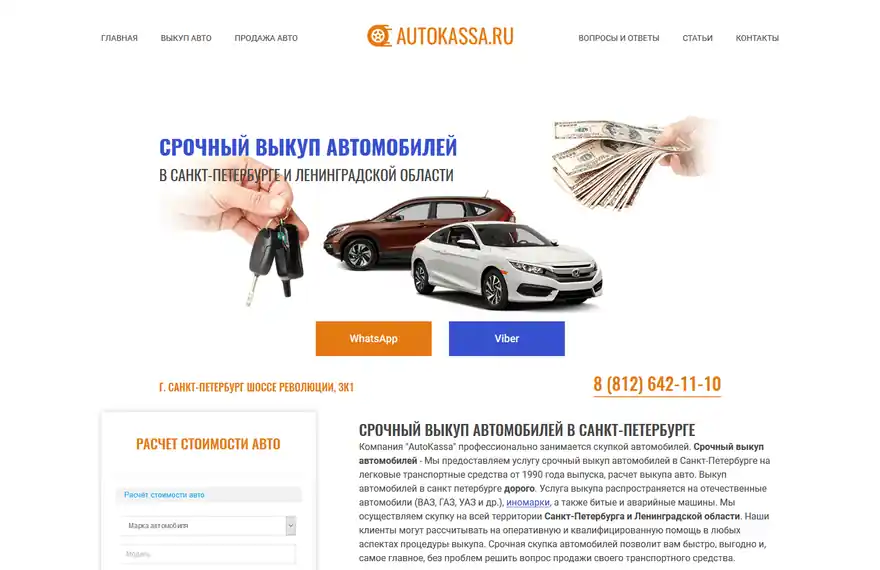 ГЛАВНАЯ ВЫКУП АВТО ПРОДАЖА АВТО AUTOKASSA.RU ВОПРОСЫ И ОТВЕТЫ СТАТЬИ КОНТАКТЫ
СРОЧНЫЙ ВЫКУП АВТОМОБИЛЕЙ
В САНКТ-ПЕТЕРБУРГЕ И ЛЕНИНГРАДСКОЙ ОБЛАСТИ
WhatsApp Viber
Г. САНКТ-ПЕТЕРБУРГ ШОССЕ РЕВОЛЮЦИИ, 3К1
8 (812) 642-11-10
РАСЧЕТ СТОИМОСТИ АВТО
Расчёт стоимости авто
Марка автомобиля
Модель
СРОЧНЫЙ ВЫКУП АВТОМОБИЛЕЙ В САНКТ-ПЕТЕРБУРГЕ
Компания "AutoKassa" профессионально занимается скупкой автомобилей. Срочный выкуп
автомобилей - Мы предоставляем услугу срочный выкуп автомобилей в Санкт-Петербурге на
легковые транспортные средства от 1990 года выпуска, расчет выкупа авто. Выкуп
автомобилей в санкт петербурге дорого. Услуга выкупа распространяется на отечественные
автомобили (ВАЗ, ГАЗ, УАЗ и др.), иномарки, а также битые и аварийные машины. Мы
осуществляем скупку на всей территории Санкт-Петербурга и Ленинградской области. Наши
клиенты могут рассчитывать на оперативную и квалифицированную помощь в любых
аспектах процедуры выкупа. Срочная скупка автомобилей позволит вам быстро, выгодно и,
самое главное, без проблем решить вопрос продажи своего транспортного средства.